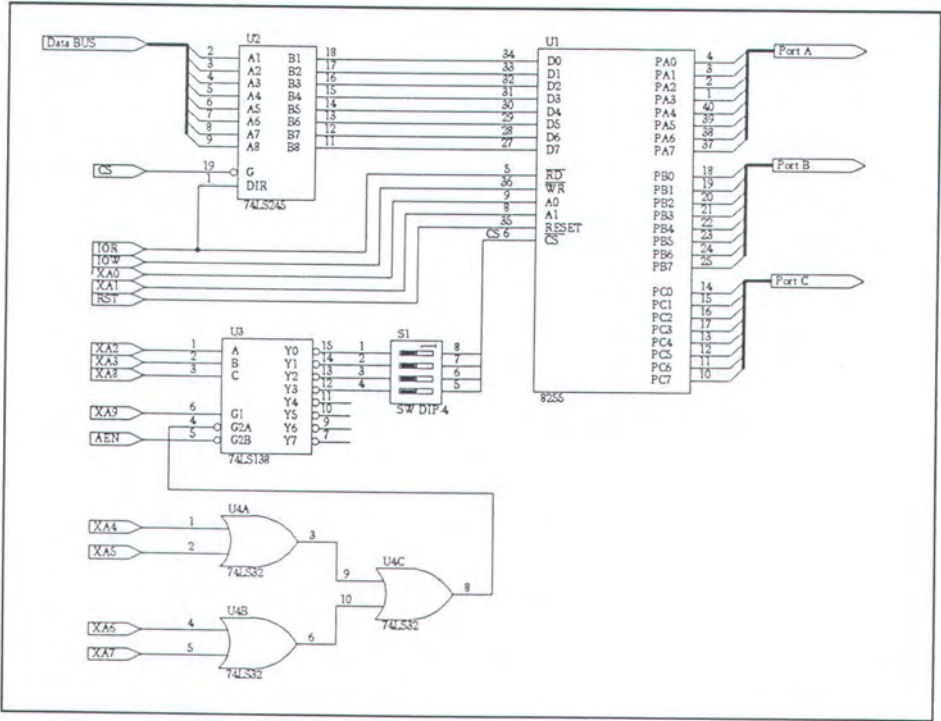 Data BUS
U2
2 A1 B1 18
3 A2 B2 17
4 A3 B3 16
5 A4 B4 15
6 A5 B5 14
7 A6 B6 13
8 A7 B7 12
9 A8 B8 11
CS 19 G
1 DIR
74LS245
U1
34 D0 PA0 4
33 D1 PA1 3
32 D2 PA2 2
31 D3 PA3 1
30 D4 PA4 40
29 D5 PA5 39
28 D6 PA6 38
27 D7 PA7 37
Port A
5 RD PB0 18
36 WR PB1 19
9 A0 PB2 20
8 A1 PB3 21
35 RESET PB4 22
CS 6 CS PB5 23
PB6 24
PB7 25
Port B
PC0 14
PC1 15
PC2 16
PC3 17
PC4 13
PC5 12
PC6 11
PC7 10
Port C
8255
IOR
IOW
XA0
XA1
RST
U3
XA2 1 A Y0 15
XA3 2 B Y1 14
XA8 3 C Y2 13
Y3 12
Y4 11
XA9 6 G1 Y5 10
4 G2A Y6 9
AEN 5 G2B Y7 7
74LS138
S1
1 8
2 7
3 6
4 5
SW DIP 4
U4A
XA4 1
XA5 2
3
74LS32
U4C
9
10
8
74LS32
U4B
XA6 4
XA7 5
6
74LS32